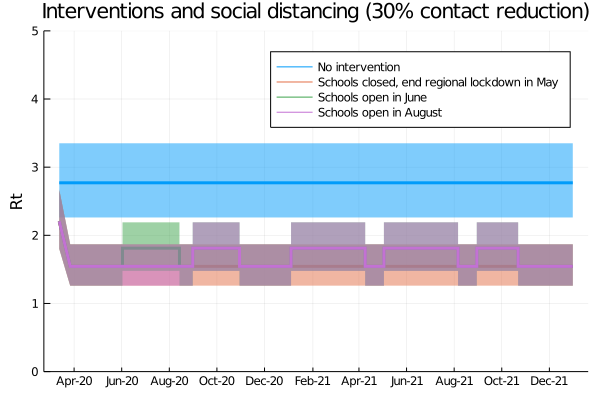 Interventions and social distancing (30% contact reduction)
No intervention
Schools closed, end regional lockdown in May
Schools open in June
Schools open in August
Rt
5
4
3
2
1
0
Apr-20 Jun-20 Aug-20 Oct-20 Dec-20 Feb-21 Apr-21 Jun-21 Aug-21 Oct-21 Dec-21